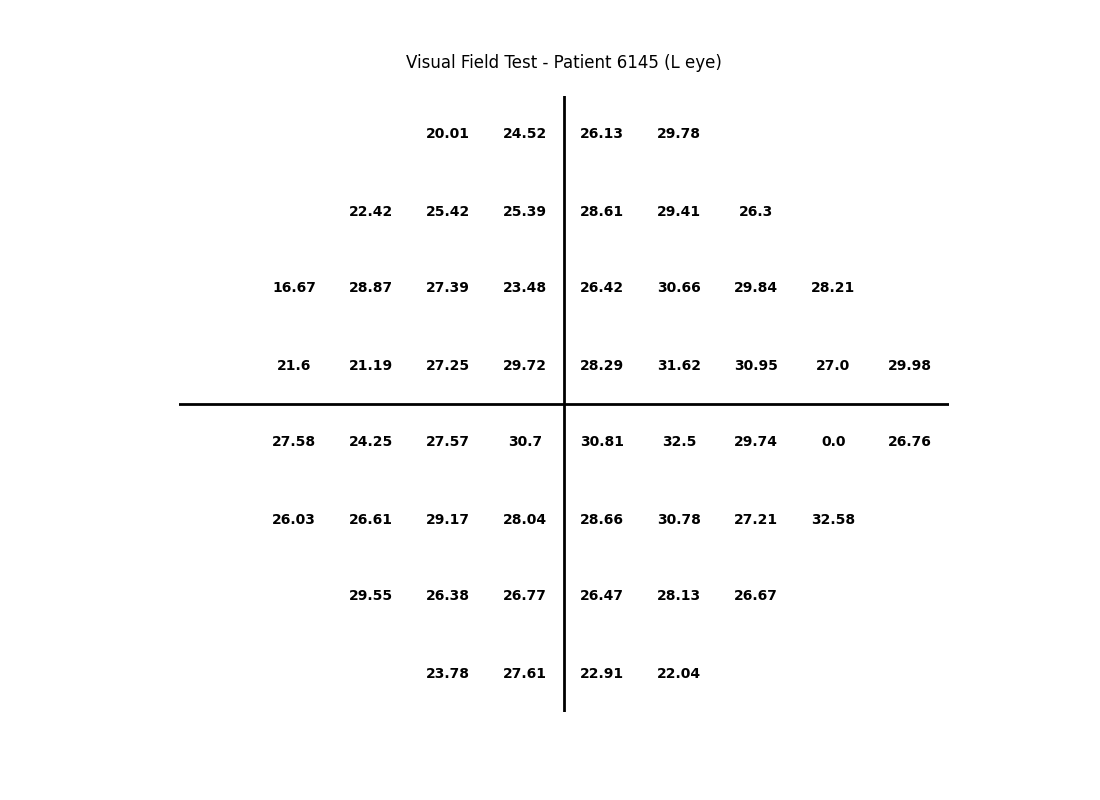 Visual Field Test - Patient 6145 (L eye)
20.01 24.52 26.13 29.78
22.42 25.42 25.39 28.61 29.41 26.3
16.67 28.87 27.39 23.48 26.42 30.66 29.84 28.21
21.6 21.19 27.25 29.72 28.29 31.62 30.95 27.0 29.98
27.58 24.25 27.57 30.7 30.81 32.5 29.74 0.0 26.76
26.03 26.61 29.17 28.04 28.66 30.78 27.21 32.58
29.55 26.38 26.77 26.47 28.13 26.67
23.78 27.61 22.91 22.04